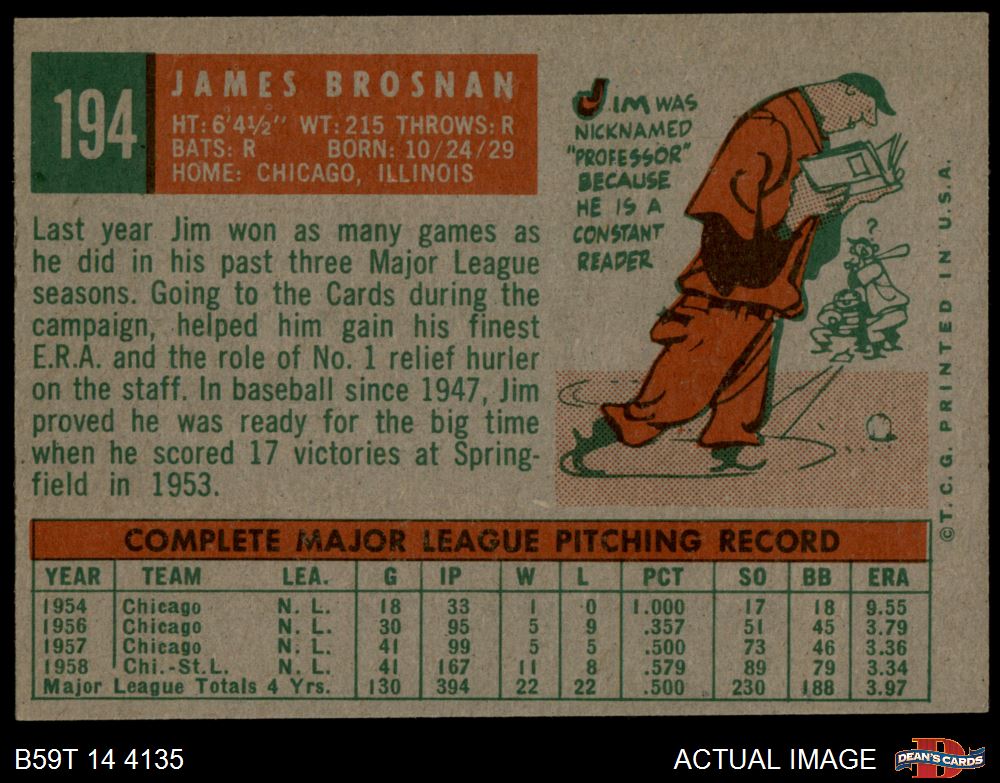 194
JAMES BROSNAN
HT: 6'4½" WT: 215 THROWS: R
BATS: R BORN: 10/24/29
HOME: CHICAGO, ILLINOIS
JIM WAS
NICKNAMED
"PROFESSOR"
BECAUSE
HE IS A
CONSTANT
READER
?
Last year Jim won as many games as
he did in his past three Major League
seasons. Going to the Cards during the
campaign, helped him gain his finest
E.R.A. and the role of No. 1 relief hurler
on the staff. In baseball since 1947, Jim
proved he was ready for the big time
when he scored 17 victories at Spring-
field in 1953.
©T.C.G. PRINTED IN U.S.A.
COMPLETE MAJOR LEAGUE PITCHING RECORD
YEAR TEAM LEA. G IP W L PCT SO BB ERA
1954 Chicago N. L. 18 33 1 0 1.000 17 18 9.55
1956 Chicago N. L. 30 95 5 9 .357 51 45 3.79
1957 Chicago N. L. 41 99 5 5 .500 73 46 3.36
1958 Chi.-St.L. N. L. 41 167 11 8 .579 89 79 3.34
Major League Totals 4 Yrs. 130 394 22 22 .500 230 188 3.97
B59T 14 4135
ACTUAL IMAGE
D
DEAN'S CARDS